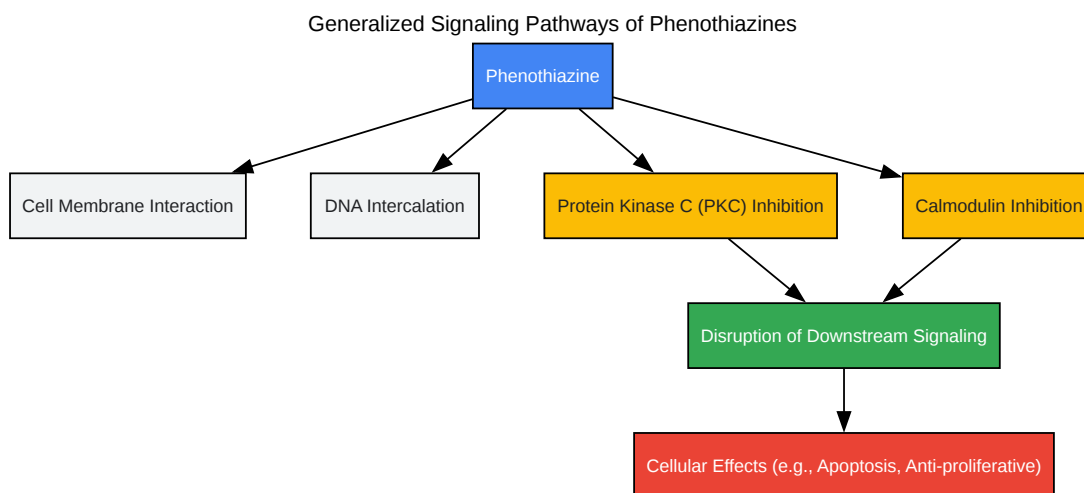 Generalized Signaling Pathways of Phenothiazines
Phenothiazine
Cell Membrane Interaction
DNA Intercalation
Protein Kinase C (PKC) Inhibition
Calmodulin Inhibition
Disruption of Downstream Signaling
Cellular Effects (e.g., Apoptosis, Anti-proliferative)